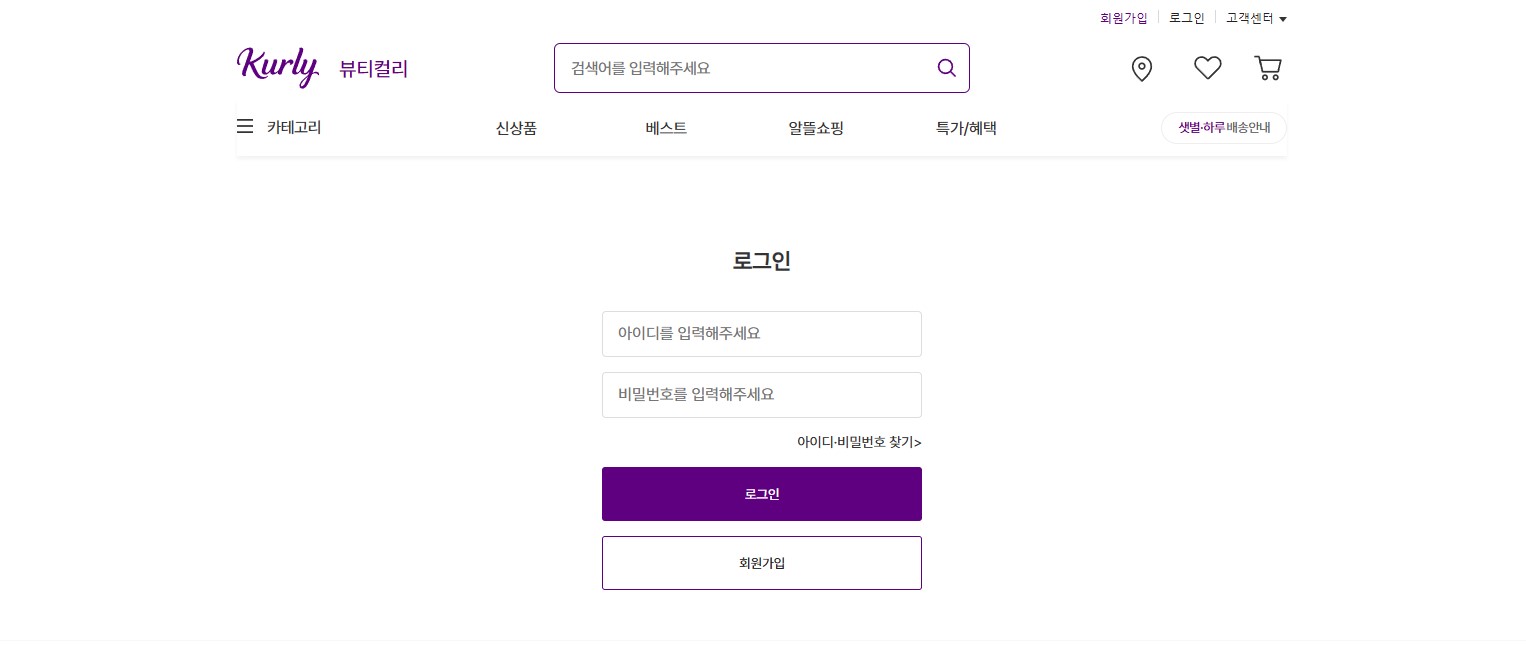 회원가입 로그인 고객센터
Kurly 뷰티컬리 검색어를 입력해주세요
카테고리 신상품 베스트 알뜰쇼핑 특가/혜택 샛별·하루 배송안내
로그인
아이디를 입력해주세요
비밀번호를 입력해주세요
아이디·비밀번호 찾기>
로그인
회원가입